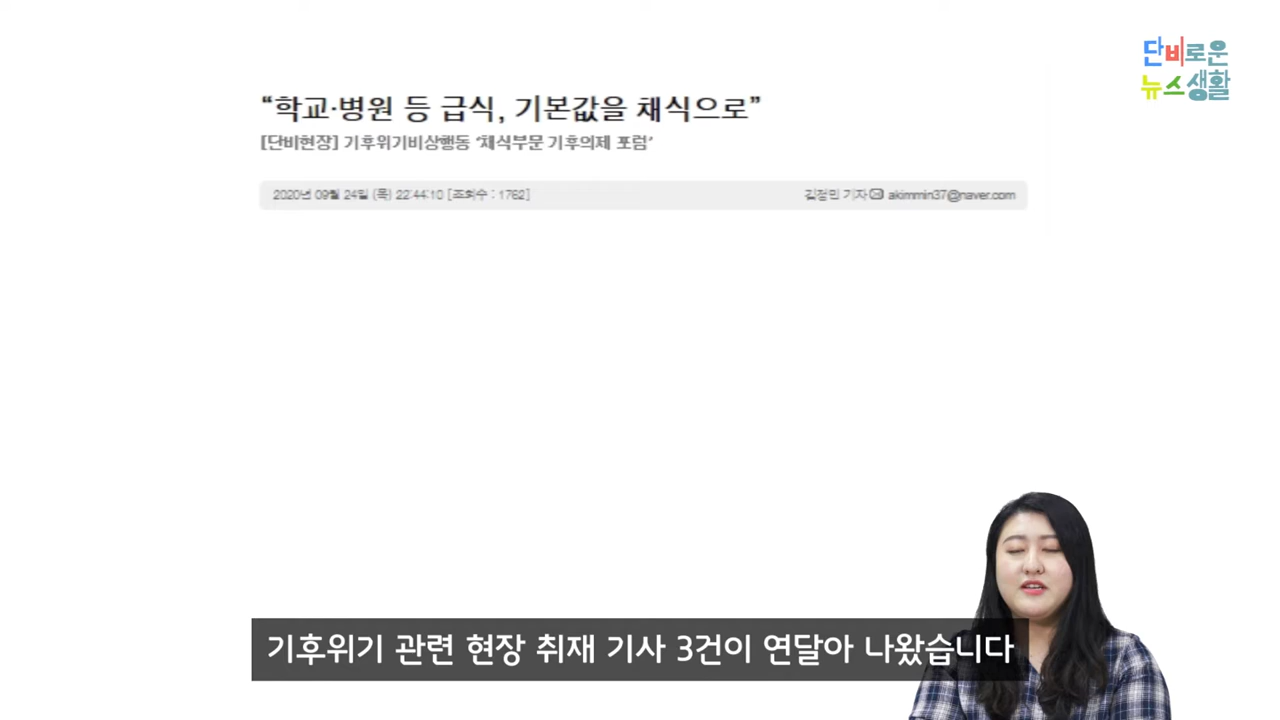 단비로운
뉴스생활
“학교·병원 등 급식, 기본값을 채식으로”
[단비현장] 기후위기비상행동 ‘채식부문 기후의제 포럼’
2020년 09월 24일 (목) 22:44:10 [조회수 : 1762]
김정민 기자 akimmin37@naver.com
기후위기 관련 현장 취재 기사 3건이 연달아 나왔습니다